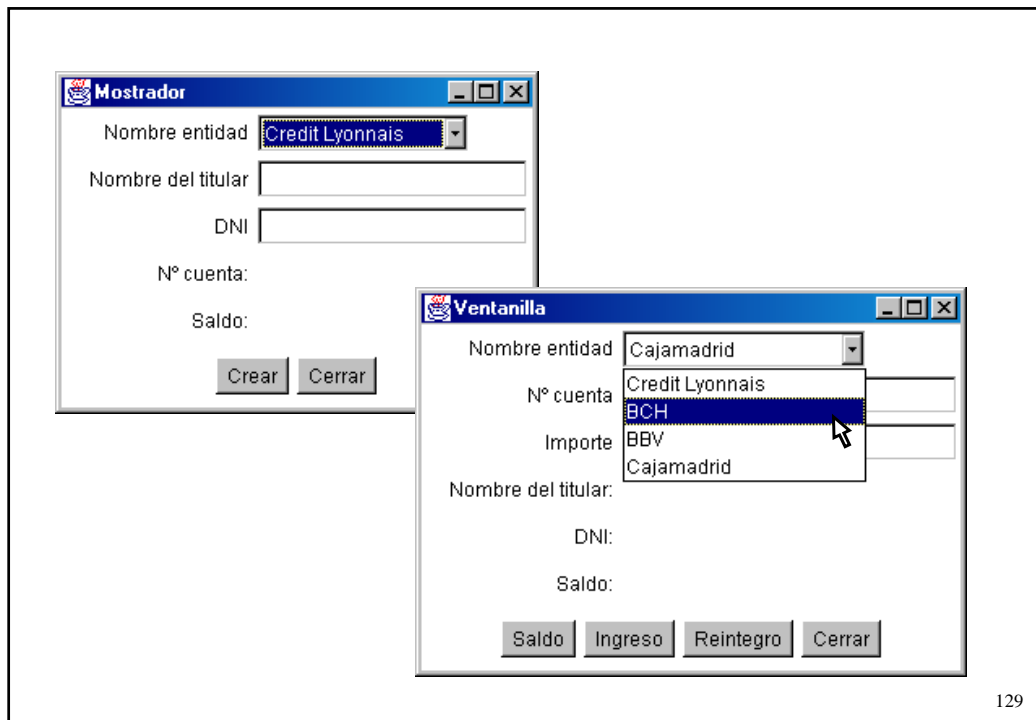 Mostrador
Nombre entidad Credit Lyonnais
Nombre del titular
DNI
Nº cuenta:
Saldo:
Crear Cerrar
Ventanilla
Nombre entidad Cajamadrid
Credit Lyonnais
Nº cuenta
BCH
Importe BBV
Cajamadrid
Nombre del titular:
DNI:
Saldo:
Saldo Ingreso Reintegro Cerrar
129